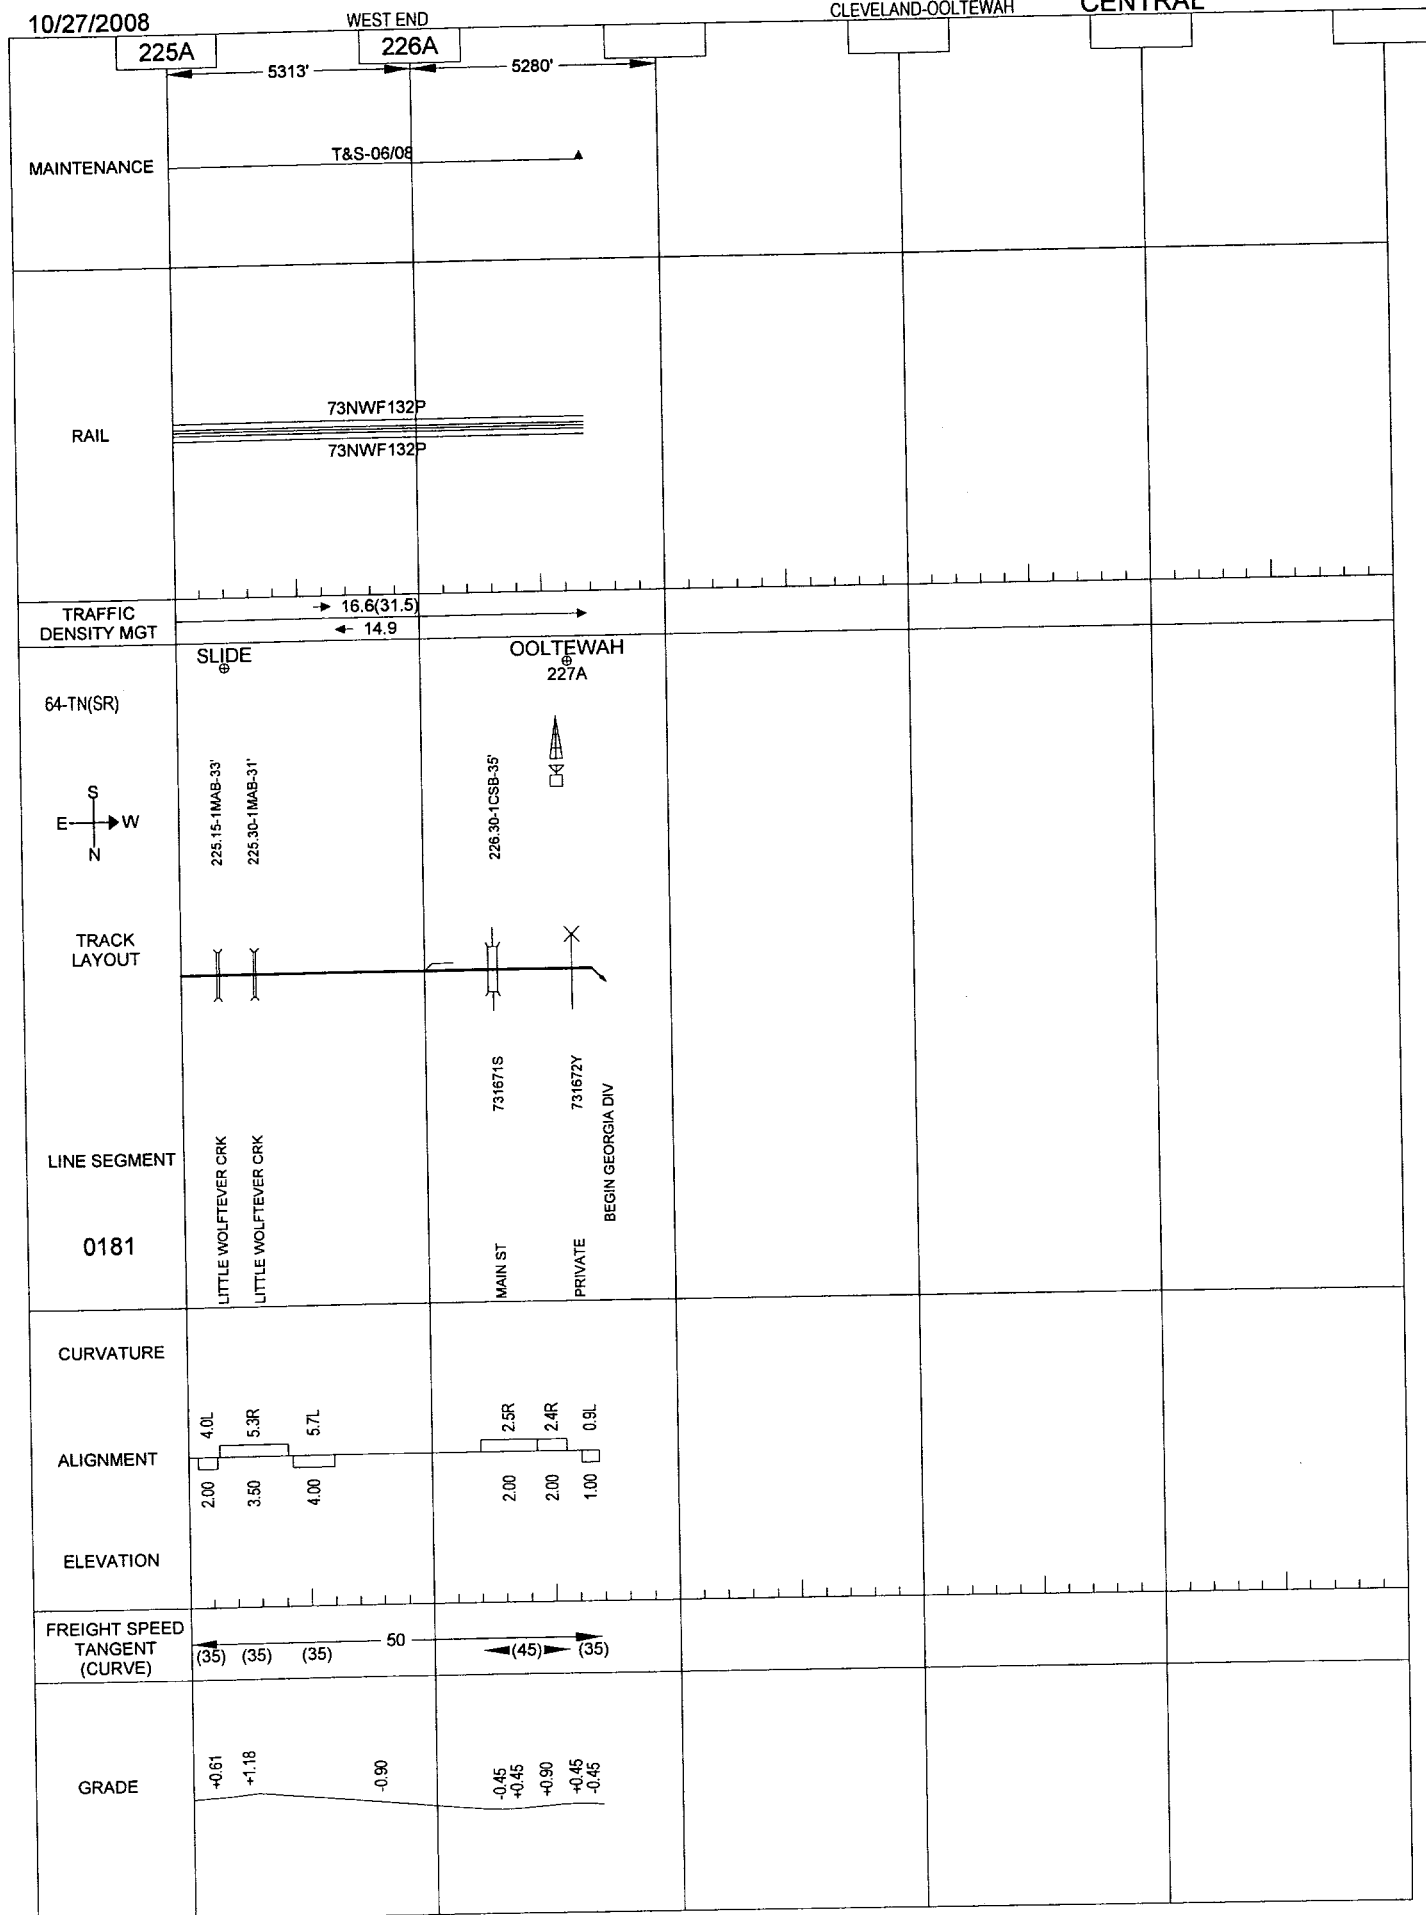 10/27/2008
WEST END
CLEVELAND-OOLTEWAH
CENTRAL
225A
226A
5313'
5280'
MAINTENANCE
T&S-06/08
RAIL
73NWF132P
73NWF132P
TRAFFIC
DENSITY MGT
16.6(31.5)
14.9
SLIDE
OOLTEWAH
227A
64-TN(SR)
S
E
W
N
225.15-1MAB-33'
225.30-1MAB-31'
226.30-1CSB-35'
TRACK
LAYOUT
731671S
731672Y
LINE SEGMENT
0181
LITTLE WOLFTEVER CRK
LITTLE WOLFTEVER CRK
MAIN ST
PRIVATE
BEGIN GEORGIA DIV
CURVATURE
4.0L
5.3R
5.7L
2.5R
2.4R
0.9L
ALIGNMENT
2.00
3.50
4.00
2.00
2.00
1.00
ELEVATION
FREIGHT SPEED
TANGENT
(CURVE)
50
(35)
(35)
(35)
(45)
(35)
GRADE
+0.61
+1.18
-0.90
-0.45
+0.45
+0.90
+0.45
-0.45